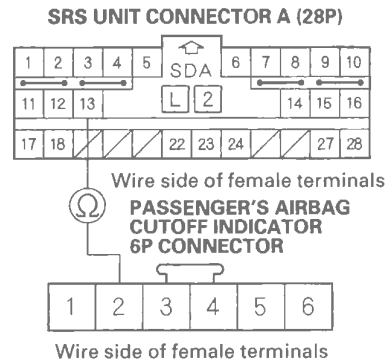 SRS UNIT CONNECTOR A (28P)
1 2 3 4 5 6 7 8 9 10
SDA
11 12 13 L 2 14 15 16
17 18 22 23 24 27 28
Wire side of female terminals
Ω
PASSENGER'S AIRBAG
CUTOFF INDICATOR
6P CONNECTOR
1 2 3 4 5 6
Wire side of female terminals